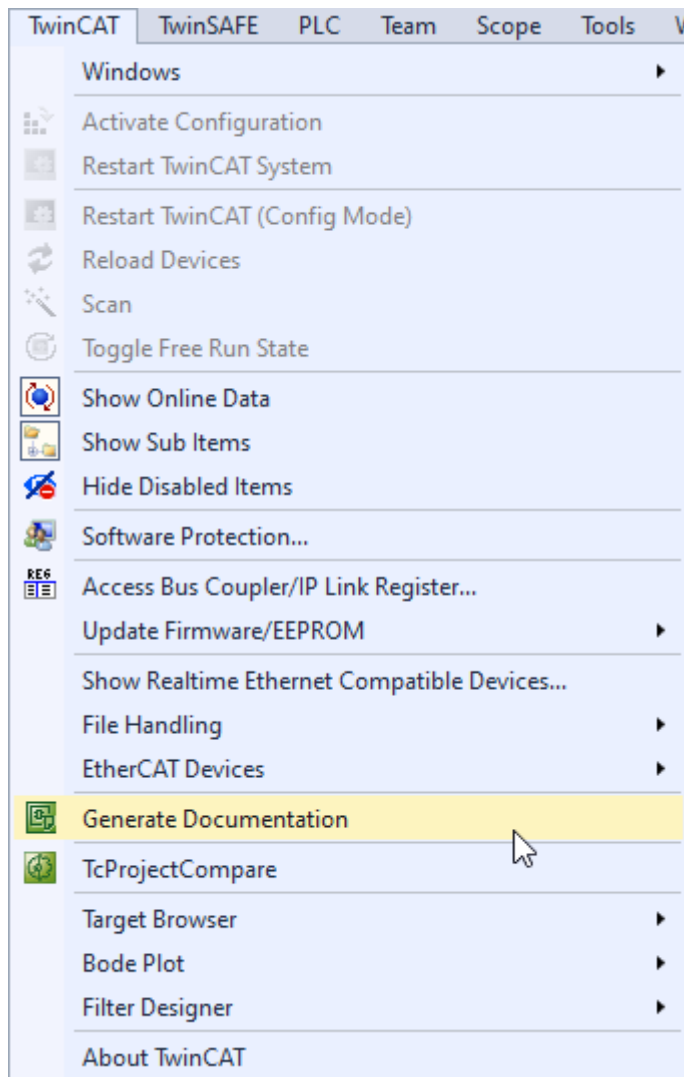 TwinCAT TwinSAFE PLC Team Scope Tools
Windows
Activate Configuration
Restart TwinCAT System
Restart TwinCAT (Config Mode)
Reload Devices
Scan
Toggle Free Run State
Show Online Data
Show Sub Items
Hide Disabled Items
Software Protection...
REG
Access Bus Coupler/IP Link Register...
Update Firmware/EEPROM
Show Realtime Ethernet Compatible Devices...
File Handling
EtherCAT Devices
Generate Documentation
TcProjectCompare
Target Browser
Bode Plot
Filter Designer
About TwinCAT